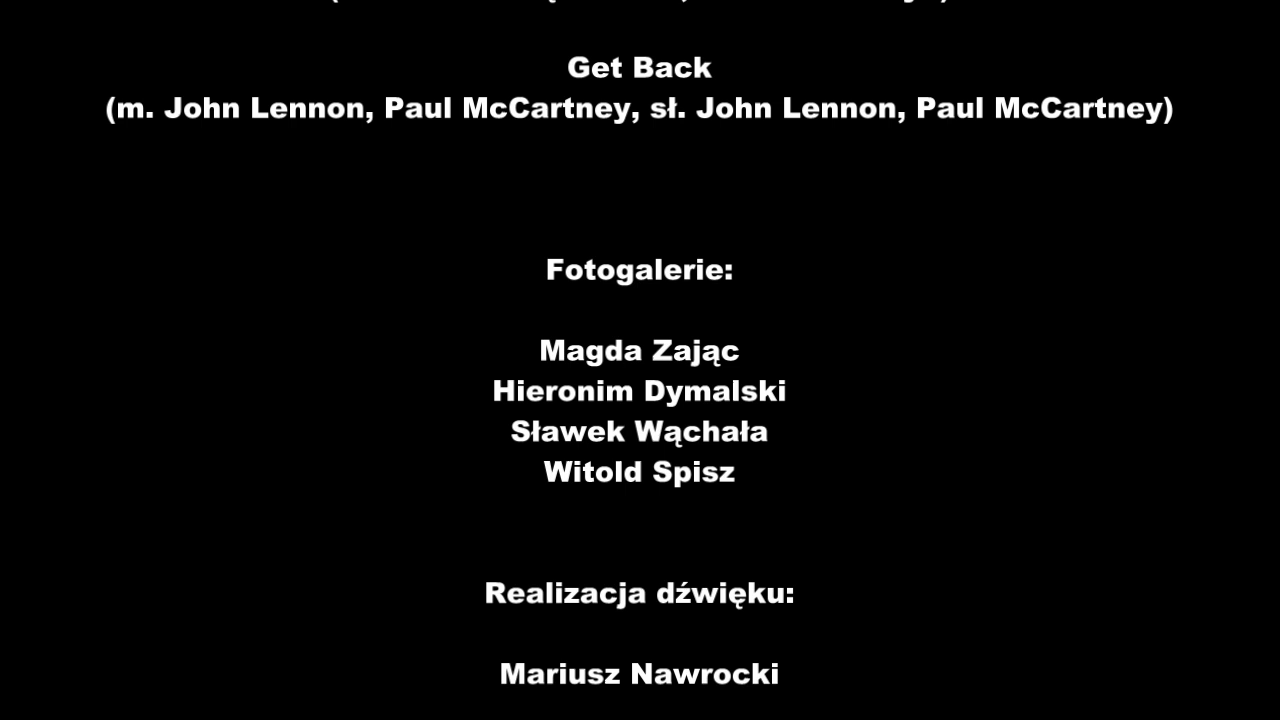 Get Back
(m. John Lennon, Paul McCartney, sł. John Lennon, Paul McCartney)
Fotogalerie:
Magda Zając
Hieronim Dymalski
Sławek Wąchała
Witold Spisz
Realizacja dźwięku:
Mariusz Nawrocki